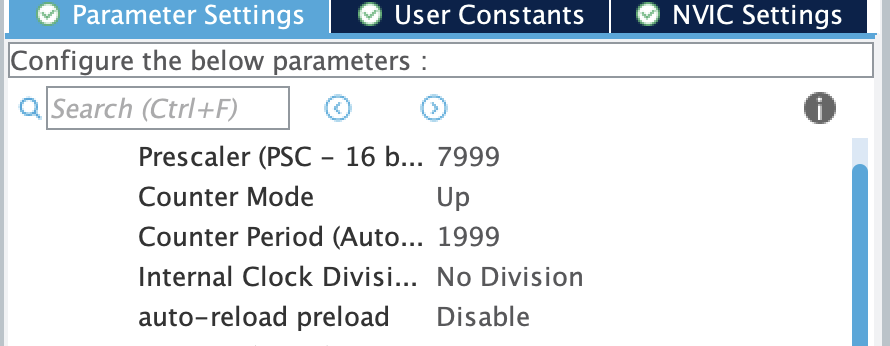 Parameter Settings User Constants NVIC Settings
Configure the below parameters :
Search (Ctrl+F)
Prescaler (PSC - 16 b... 7999
Counter Mode Up
Counter Period (Auto... 1999
Internal Clock Divisi... No Division
auto-reload preload Disable